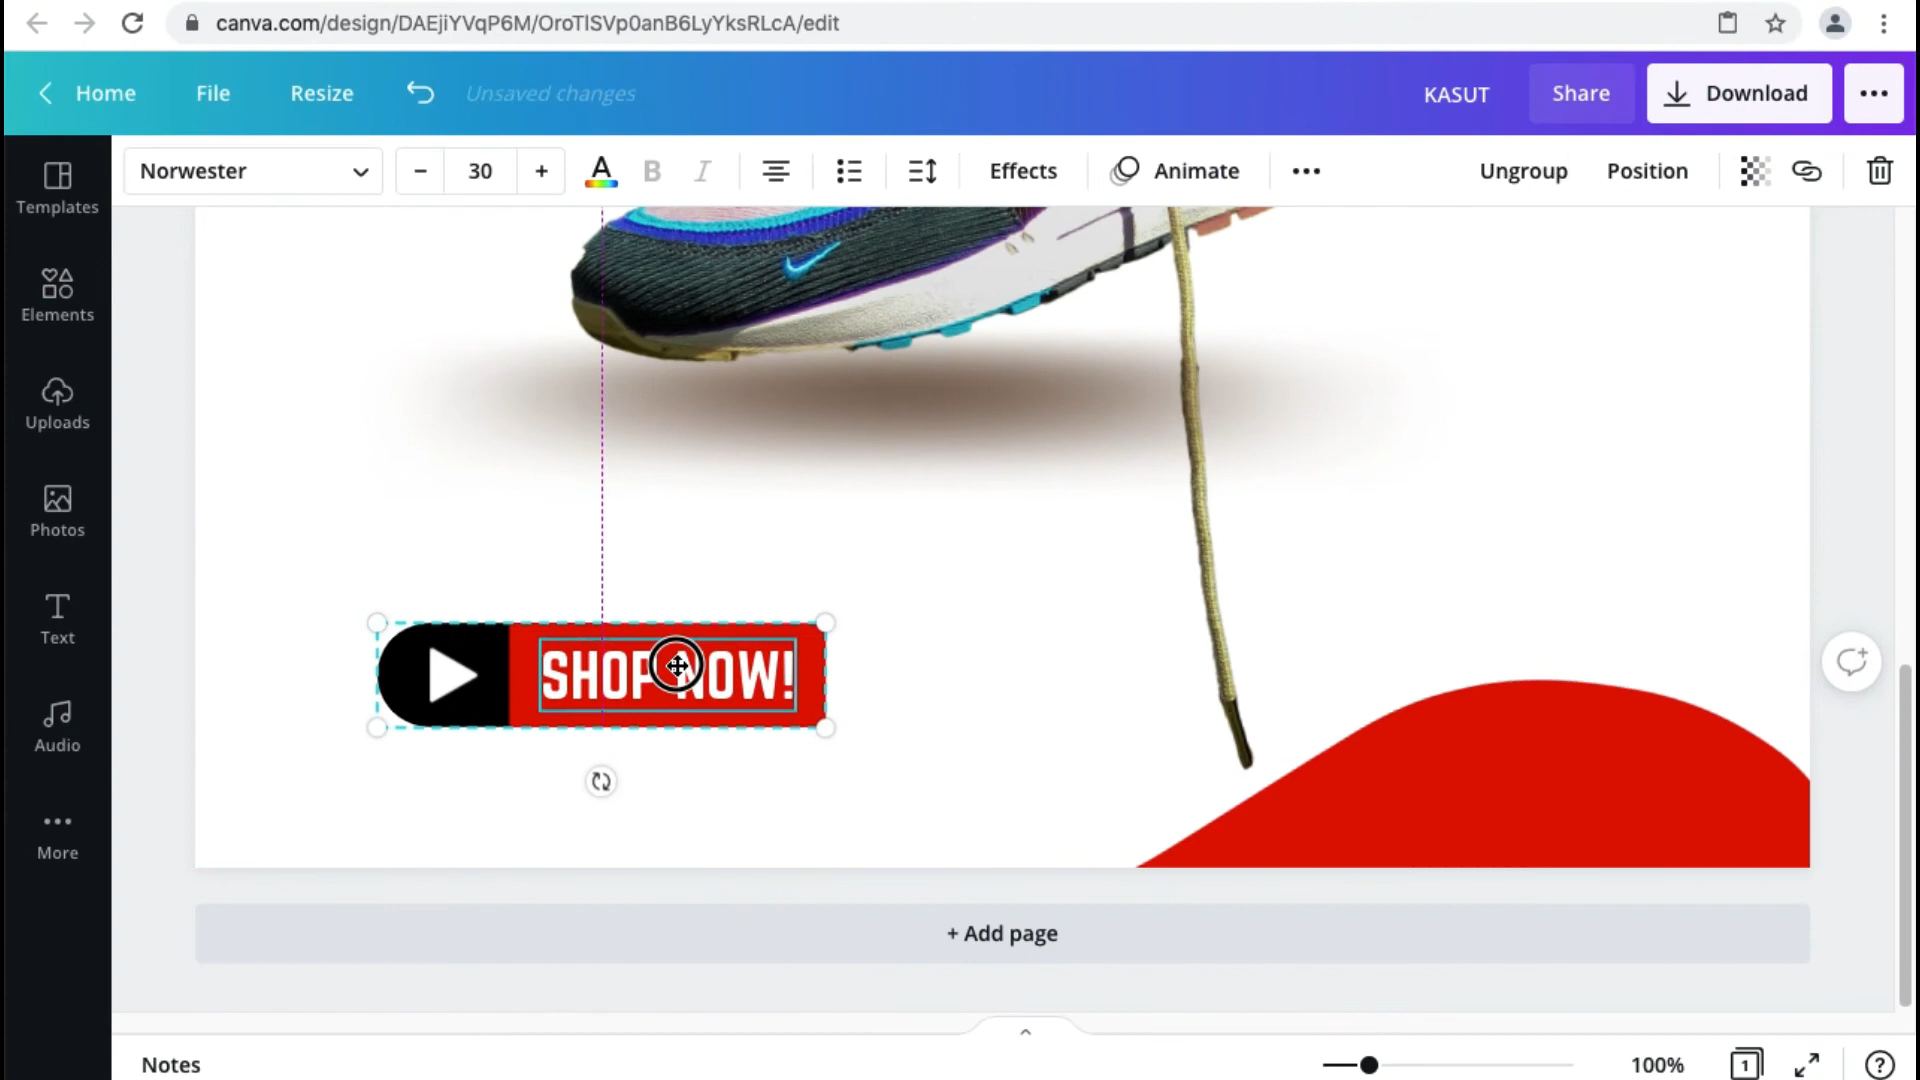 canva.com/design/DAEjiYVqP6M/OroTlSVp0anB6LyYksRLcA/edit
Home File Resize Unsaved changes KASUT Share Download
Norwester 30 A B I Effects Animate Ungroup Position
Templates
Elements
Uploads
Photos
Text
Audio
More
SHOP NOW!
+ Add page
Notes 100% 1 ?